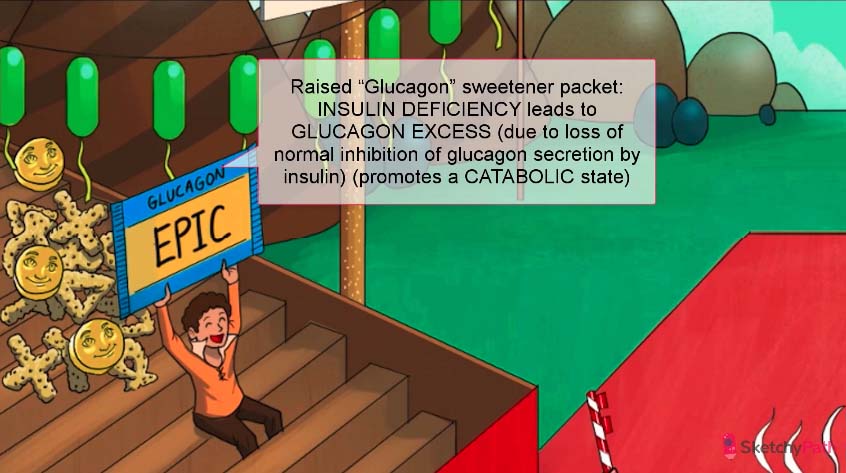 Raised “Glucagon” sweetener packet:
INSULIN DEFICIENCY leads to
GLUCAGON EXCESS (due to loss of
normal inhibition of glucagon secretion by
insulin) (promotes a CATABOLIC state)
GLUCAGON
EPIC
SketchyPath